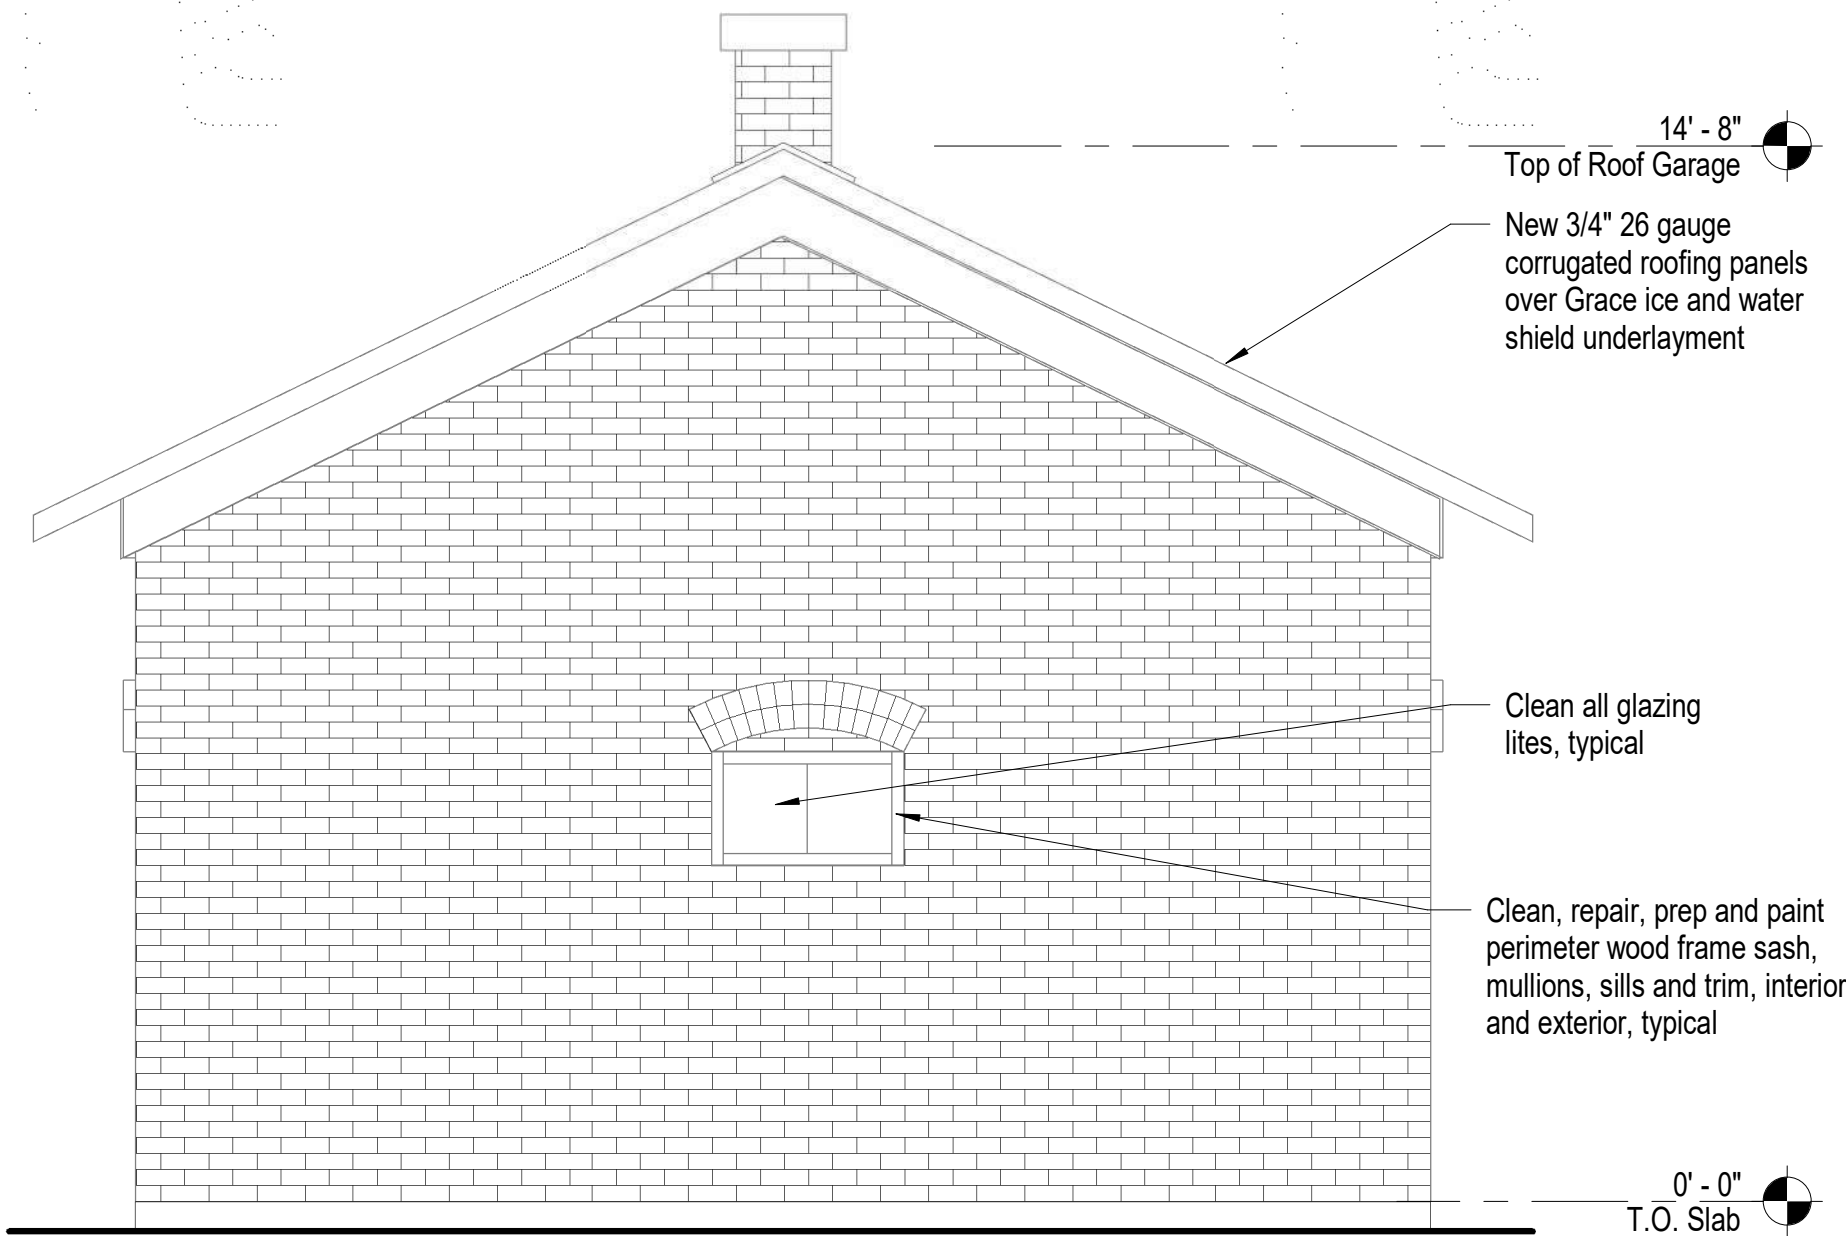 14' - 8"
Top of Roof Garage
New 3/4" 26 gauge
corrugated roofing panels
over Grace ice and water
shield underlayment
Clean all glazing
lites, typical
Clean, repair, prep and paint
perimeter wood frame sash,
mullions, sills and trim, interior
and exterior, typical
0' - 0"
T.O. Slab